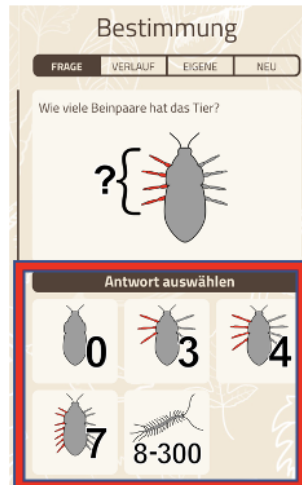 Bestimmung
FRAGE VERLAUF EIGENE NEU
Wie viele Beinpaare hat das Tier?
?
Antwort auswählen
0 3 4
7 8-300